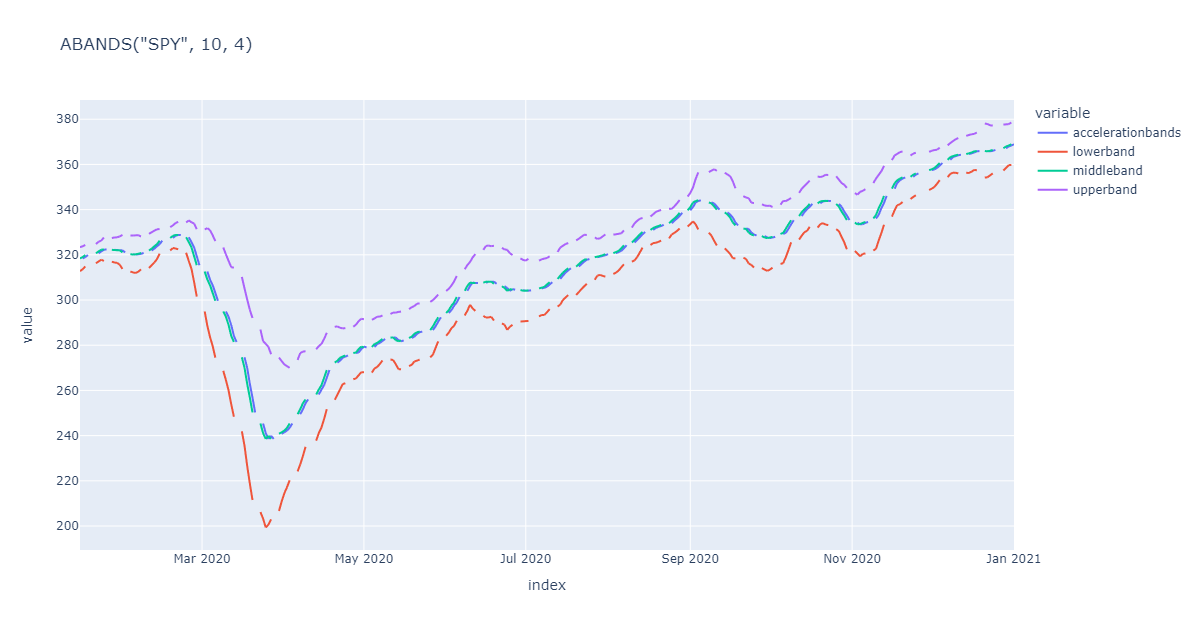 ABANDS("SPY", 10, 4)
variable
accelerationbands
lowerband
middleband
upperband
value
380
360
340
320
300
280
260
240
220
200
Mar 2020 May 2020 Jul 2020 Sep 2020 Nov 2020 Jan 2021
index